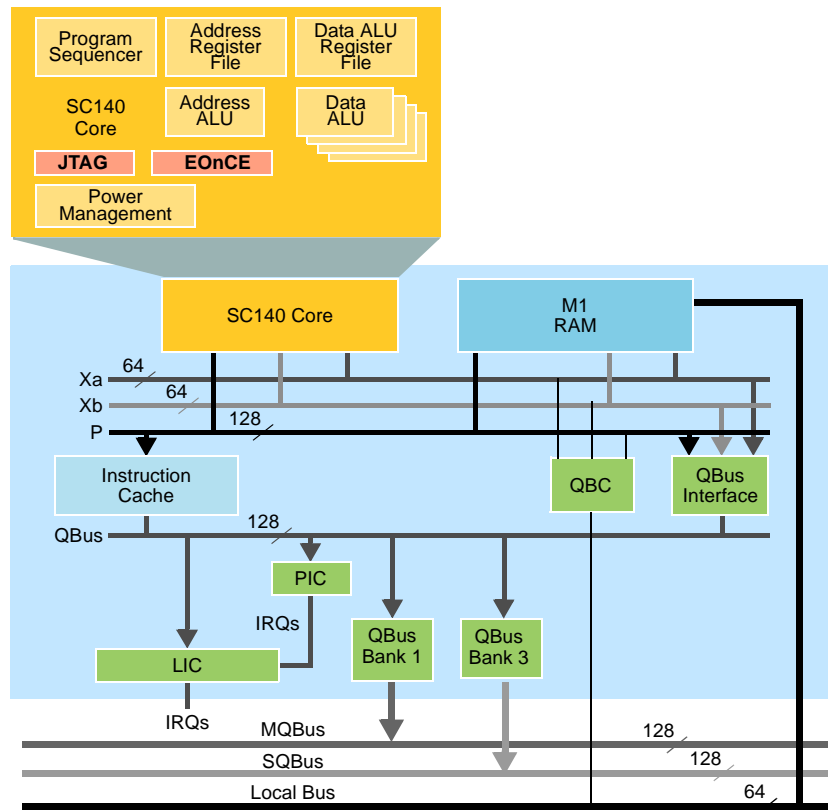 Program
Sequencer
Address
Register
File
Data ALU
Register
File
SC140
Core
Address
ALU
Data
ALU
JTAG
EOnCE
Power
Management
SC140 Core
M1
RAM
Xa
64
Xb
64
P
128
Instruction
Cache
QBC
QBus
Interface
QBus
128
PIC
IRQs
LIC
QBus
Bank 1
QBus
Bank 3
IRQs
MQBus
128
SQBus
128
Local Bus
64